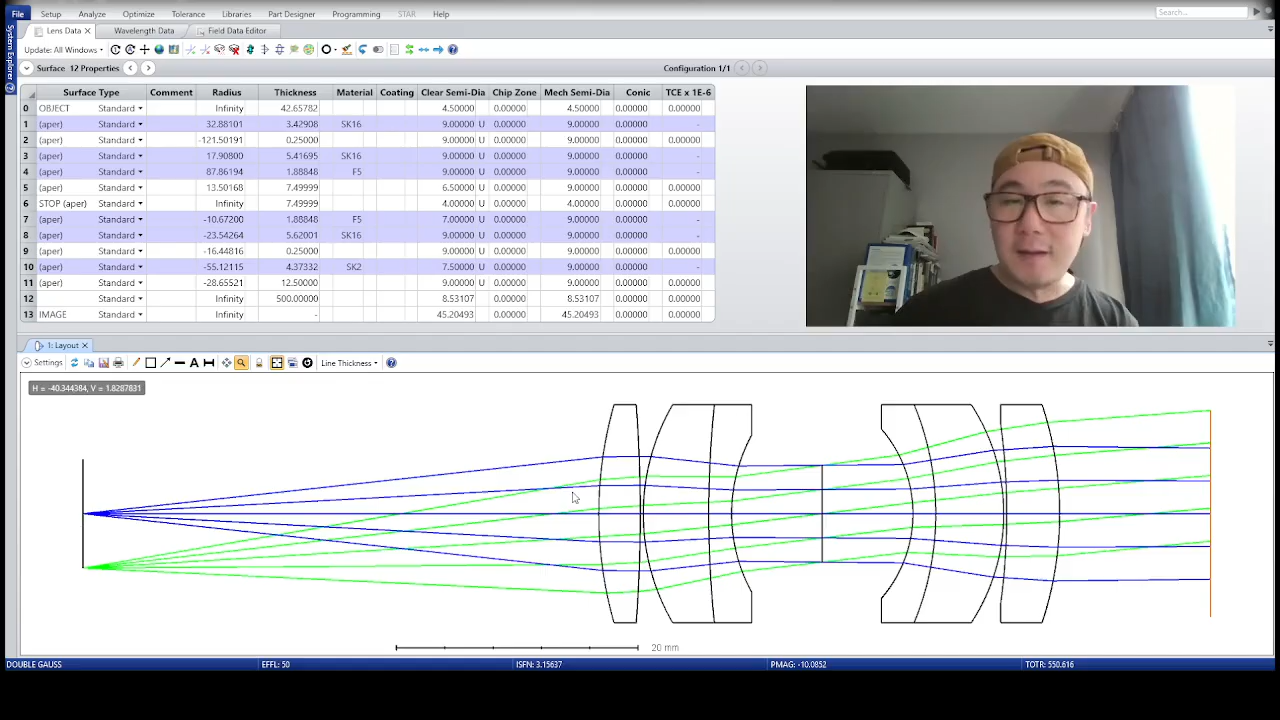 File Setup Analyze Optimize Tolerance Libraries Part Designer Programming STAR Help Search...
Lens Data Wavelength Data Field Data Editor
System Explorer
Update: All Windows
Surface 12 Properties Configuration 1/1
Surface Type Comment Radius Thickness Material Coating Clear Semi-Dia Chip Zone Mech Semi-Dia Conic TCE x 1E-6
0 OBJECT Standard Infinity 42.65782 4.50000 0.00000 4.50000 0.00000 0.00000
1 (aper) Standard 32.88101 3.42908 SK16 9.00000 U 0.00000 9.00000 0.00000 -
2 (aper) Standard -121.50191 0.25000 9.00000 U 0.00000 9.00000 0.00000 0.00000
3 (aper) Standard 17.90800 5.41695 SK16 9.00000 U 0.00000 9.00000 0.00000 -
4 (aper) Standard 87.86194 1.88848 F5 9.00000 U 0.00000 9.00000 0.00000 -
5 (aper) Standard 13.50168 7.49999 6.50000 U 0.00000 9.00000 0.00000 0.00000
6 STOP (aper) Standard Infinity 7.49999 4.00000 U 0.00000 4.00000 0.00000 0.00000
7 (aper) Standard -10.67200 1.88848 F5 7.00000 U 0.00000 9.00000 0.00000 -
8 (aper) Standard -23.54264 5.62001 SK16 9.00000 U 0.00000 9.00000 0.00000 -
9 (aper) Standard -16.44816 0.25000 9.00000 U 0.00000 9.00000 0.00000 0.00000
10 (aper) Standard -55.12115 4.37332 SK2 7.50000 U 0.00000 9.00000 0.00000 -
11 (aper) Standard -28.65521 12.50000 9.00000 U 0.00000 9.00000 0.00000 0.00000
12 Standard Infinity 500.00000 8.53107 0.00000 8.53107 0.00000 0.00000
13 IMAGE Standard Infinity - 45.20493 0.00000 45.20493 0.00000 0.00000
1: Layout
Settings Line Thickness
H = -40.344384, V = 1.8287831
20 mm
DOUBLE GAUSS EFFL: 50 ISFN: 3.15637 PMAG: -10.0852 TOTR: 550.616